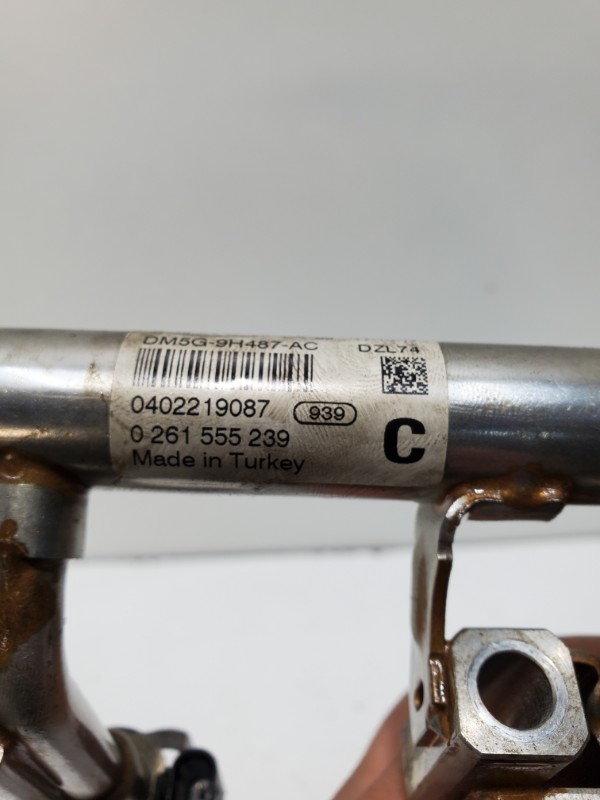 DM5G-9H487-AC DZL74
0402219087 939
0 261 555 239 C
Made in Turkey